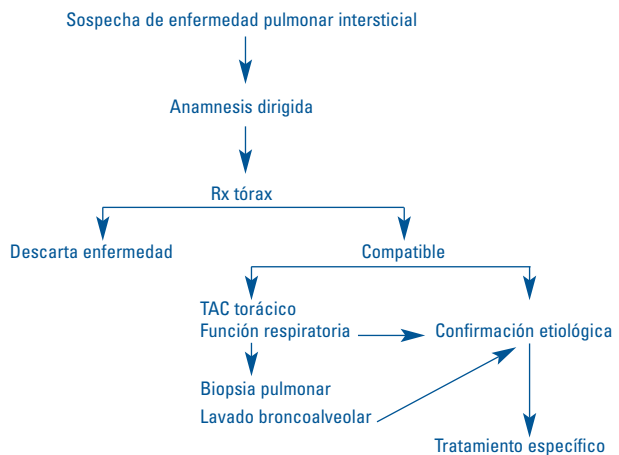 Sospecha de enfermedad pulmonar intersticial
Anamnesis dirigida
Rx tórax
Descarta enfermedad
Compatible
TAC torácico
Función respiratoria
Confirmación etiológica
Biopsia pulmonar
Lavado broncoalveolar
Tratamiento específico